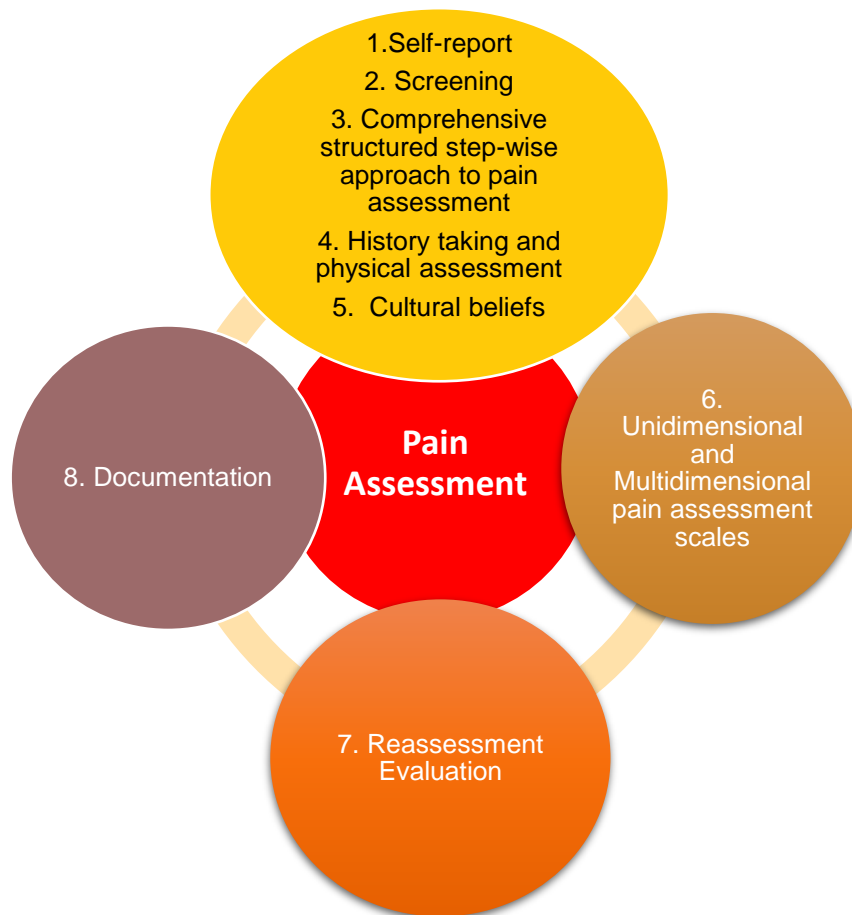 1.Self-report
2. Screening
3. Comprehensive
structured step-wise
approach to pain
assessment
4. History taking and
physical assessment
5. Cultural beliefs
Pain
Assessment
6.
Unidimensional
and
Multidimensional
pain assessment
scales
7. Reassessment
Evaluation
8. Documentation